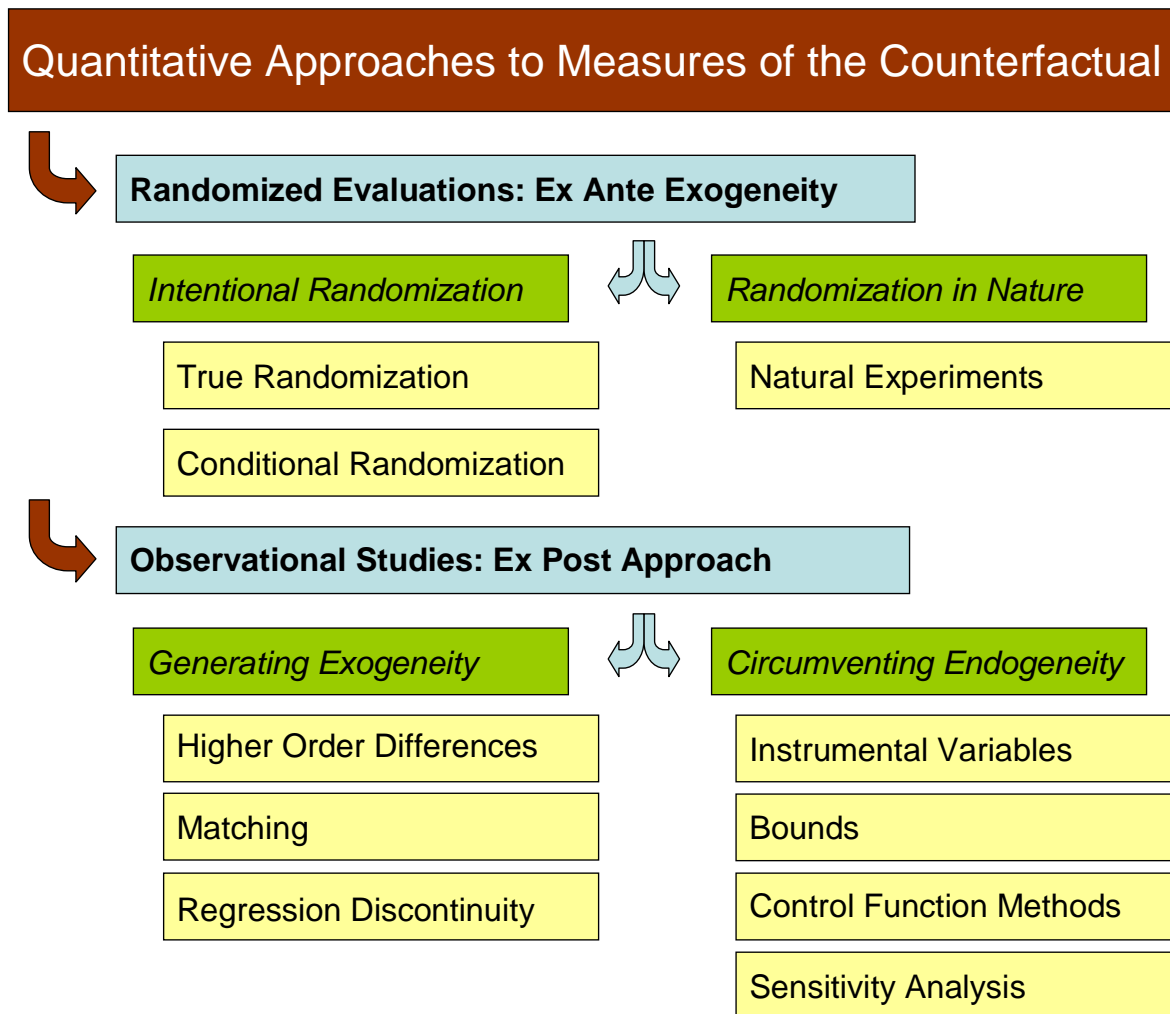 Quantitative Approaches to Measures of the Counterfactual
Randomized Evaluations: Ex Ante Exogeneity
Intentional Randomization
True Randomization
Conditional Randomization
Randomization in Nature
Natural Experiments
Observational Studies: Ex Post Approach
Generating Exogeneity
Higher Order Differences
Matching
Regression Discontinuity
Circumventing Endogeneity
Instrumental Variables
Bounds
Control Function Methods
Sensitivity Analysis